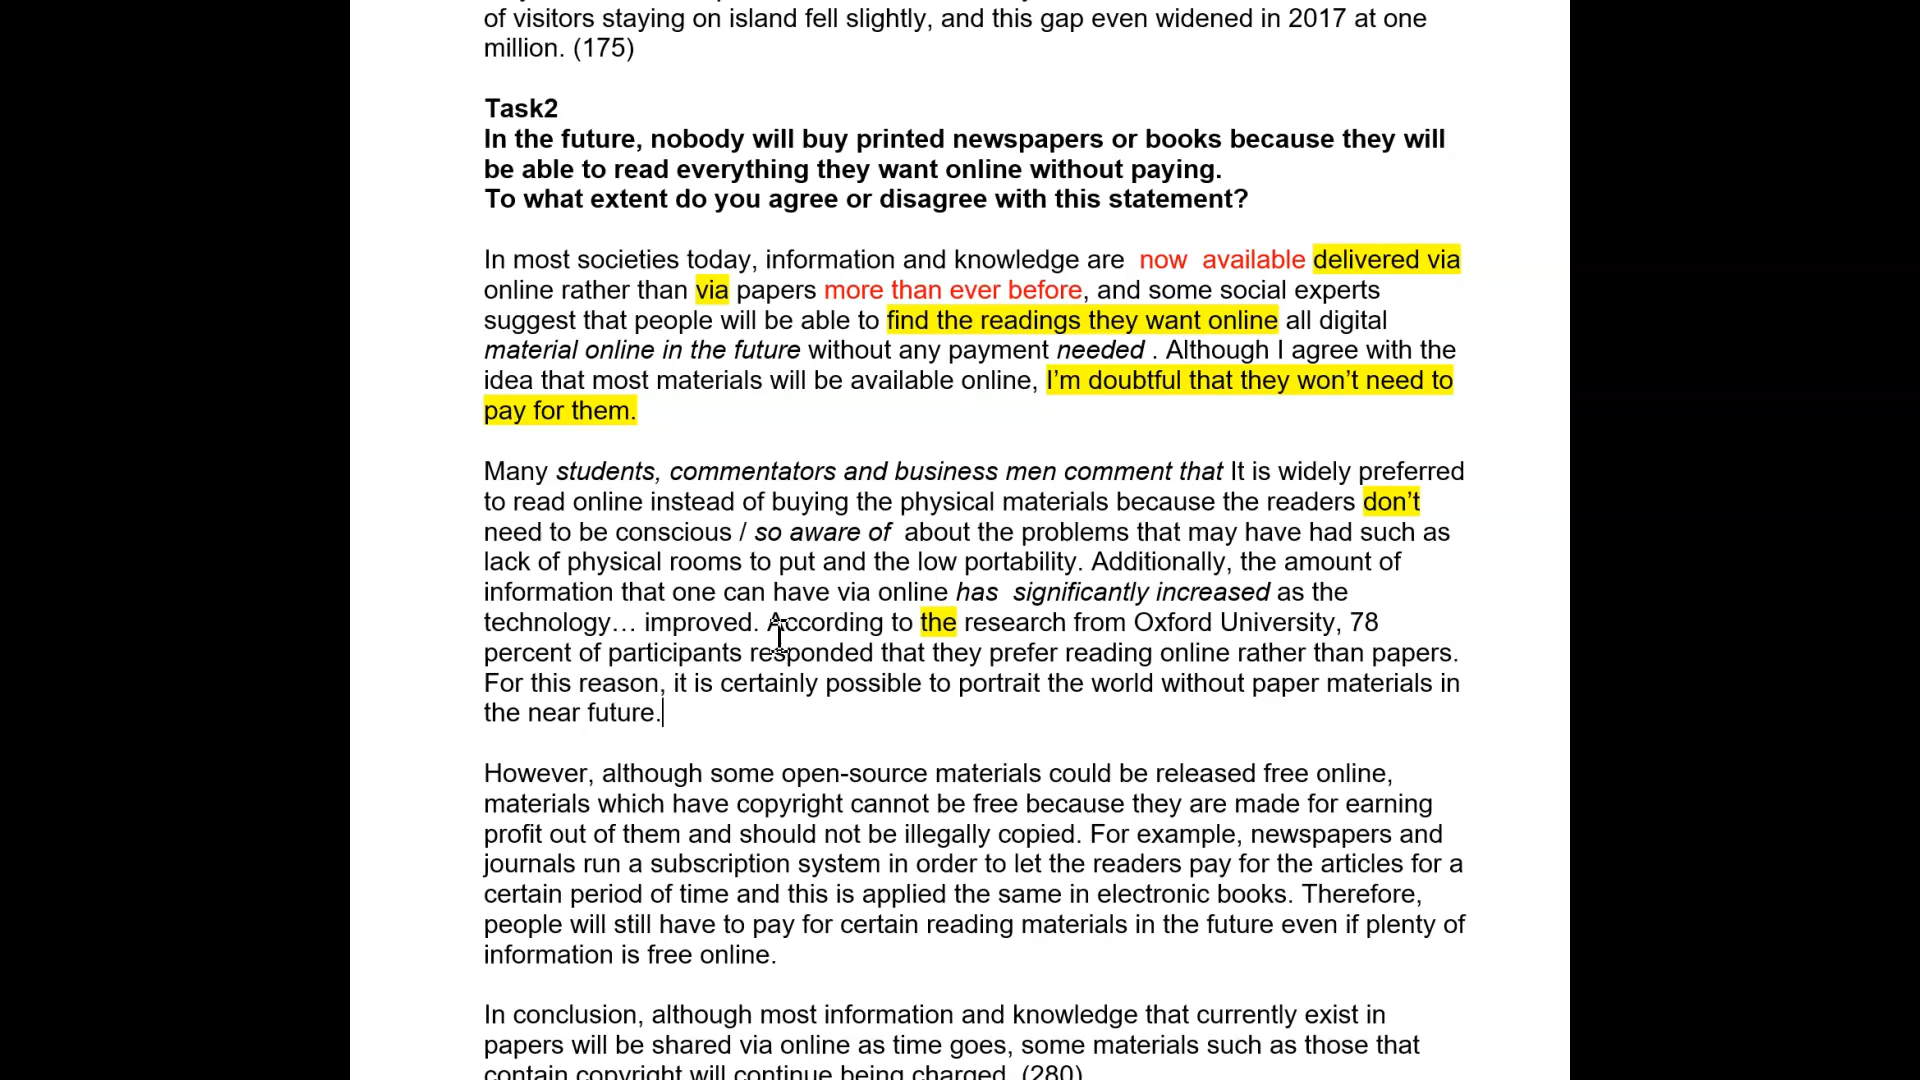 of visitors staying on island fell slightly, and this gap even widened in 2017 at one
million. (175)
Task2
In the future, nobody will buy printed newspapers or books because they will
be able to read everything they want online without paying.
To what extent do you agree or disagree with this statement?
In most societies today, information and knowledge are now available delivered via
online rather than via papers more than ever before, and some social experts
suggest that people will be able to find the readings they want online all digital
material online in the future without any payment needed . Although I agree with the
idea that most materials will be available online, I’m doubtful that they won’t need to
pay for them.
Many students, commentators and business men comment that It is widely preferred
to read online instead of buying the physical materials because the readers don’t
need to be conscious / so aware of about the problems that may have had such as
lack of physical rooms to put and the low portability. Additionally, the amount of
information that one can have via online has significantly increased as the
technology… improved. According to the research from Oxford University, 78
percent of participants responded that they prefer reading online rather than papers.
For this reason, it is certainly possible to portrait the world without paper materials in
the near future.
However, although some open-source materials could be released free online,
materials which have copyright cannot be free because they are made for earning
profit out of them and should not be illegally copied. For example, newspapers and
journals run a subscription system in order to let the readers pay for the articles for a
certain period of time and this is applied the same in electronic books. Therefore,
people will still have to pay for certain reading materials in the future even if plenty of
information is free online.
In conclusion, although most information and knowledge that currently exist in
papers will be shared via online as time goes, some materials such as those that
contain copyright will continue being charged. (280)